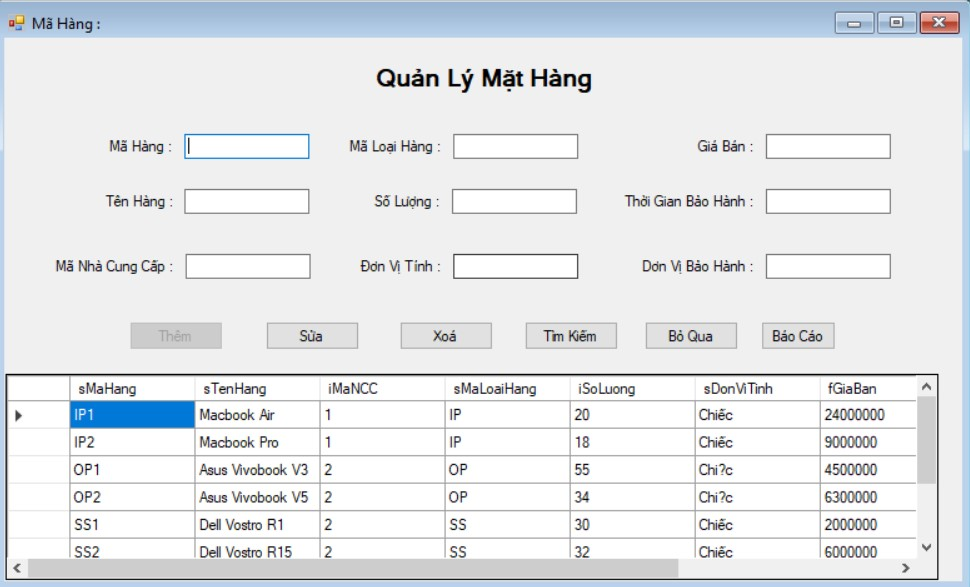 Mã Hàng :
Quản Lý Mặt Hàng
Mã Hàng : Mã Loại Hàng : Giá Bán :
Tên Hàng : Số Lượng : Thời Gian Bảo Hành :
Mã Nhà Cung Cấp : Đơn Vị Tính : Dơn Vị Bảo Hành :
Thêm Sửa Xoá Tìm Kiếm Bỏ Qua Báo Cáo
sMaHang sTenHang iMaNCC sMaLoaiHang iSoLuong sDonViTinh fGiaBan
IP1 Macbook Air 1 IP 20 Chiếc 24000000
IP2 Macbook Pro 1 IP 18 Chiếc 9000000
OP1 Asus Vivobook V3 2 OP 55 Chi?c 4500000
OP2 Asus Vivobook V5 2 OP 34 Chi?c 6300000
SS1 Dell Vostro R1 2 SS 30 Chiếc 2000000
SS2 Dell Vostro R15 2 SS 32 Chiếc 6000000